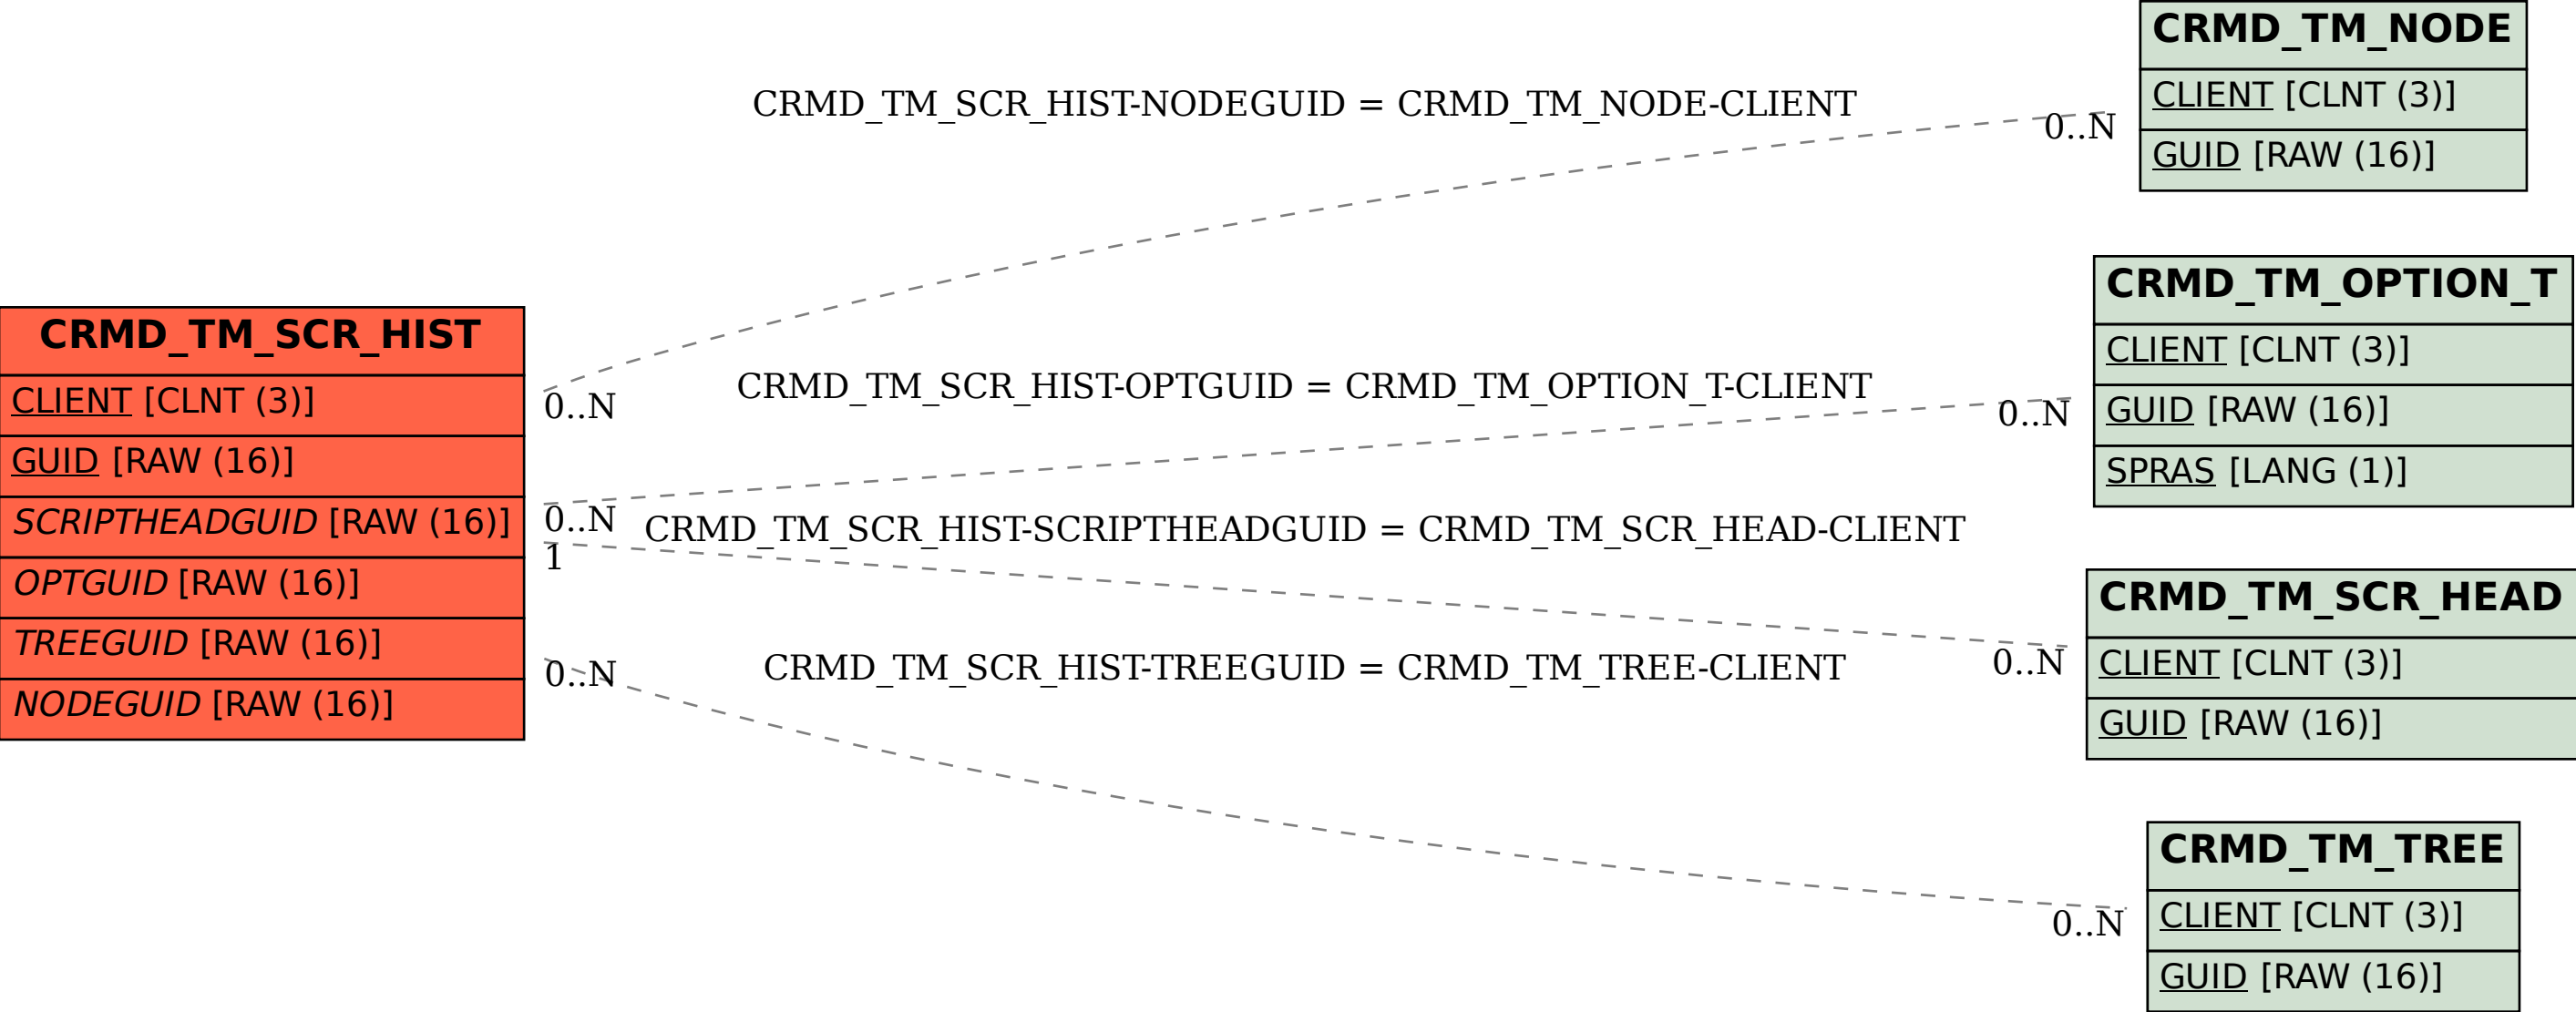 CRMD_TM_SCR_HIST
CLIENT [CLNT (3)]
GUID [RAW (16)]
SCRIPTHEADGUID [RAW (16)]
OPTGUID [RAW (16)]
TREEGUID [RAW (16)]
NODEGUID [RAW (16)]
CRMD_TM_SCR_HIST-NODEGUID = CRMD_TM_NODE-CLIENT
0..N
0..N
CRMD_TM_SCR_HIST-OPTGUID = CRMD_TM_OPTION_T-CLIENT
0..N
0..N
CRMD_TM_SCR_HIST-SCRIPTHEADGUID = CRMD_TM_SCR_HEAD-CLIENT
1
0..N
CRMD_TM_SCR_HIST-TREEGUID = CRMD_TM_TREE-CLIENT
0..N
0..N
CRMD_TM_NODE
CLIENT [CLNT (3)]
GUID [RAW (16)]
CRMD_TM_OPTION_T
CLIENT [CLNT (3)]
GUID [RAW (16)]
SPRAS [LANG (1)]
CRMD_TM_SCR_HEAD
CLIENT [CLNT (3)]
GUID [RAW (16)]
CRMD_TM_TREE
CLIENT [CLNT (3)]
GUID [RAW (16)]